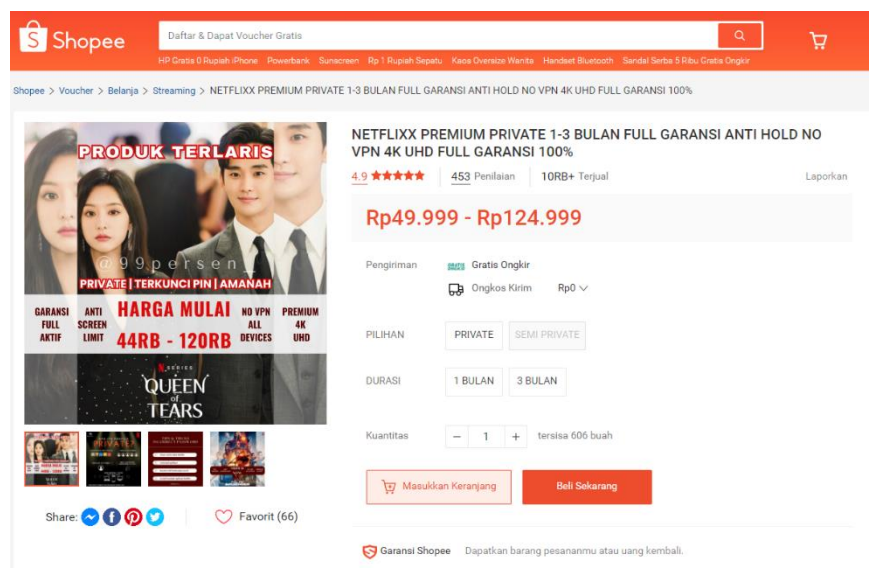 Shopee
Daftar & Dapat Voucher Gratis
HP Gratis 0 Rupiah iPhone Powerbank Sunscreen Rp 1 Rupiah Sepatu Kaos Oversize Wanita Handset Bluetooth Sandal Serba 5 Ribu Gratis Ongkir
Shopee > Voucher > Belanja > Streaming > NETFLIXX PREMIUM PRIVATE 1-3 BULAN FULL GARANSI ANTI HOLD NO VPN 4K UHD FULL GARANSI 100%
PRODUK TERLARIS
@99.persen_
PRIVATE | TERKUNCI PIN | AMANAH
GARANSI FULL AKTIF
ANTI SCREEN LIMIT
HARGA MULAI
44RB - 120RB
NO VPN ALL DEVICES
PREMIUM 4K UHD
N SERIES
QUEEN
of
TEARS
Share:
Favorit (66)
NETFLIXX PREMIUM PRIVATE 1-3 BULAN FULL GARANSI ANTI HOLD NO
VPN 4K UHD FULL GARANSI 100%
4.9 453 Penilaian 10RB+ Terjual Laporkan
Rp49.999 - Rp124.999
Pengiriman Gratis Ongkir
Ongkos Kirim Rp0
PILIHAN PRIVATE SEMI PRIVATE
DURASI 1 BULAN 3 BULAN
Kuantitas − 1 + tersisa 606 buah
Masukkan Keranjang Beli Sekarang
Garansi Shopee Dapatkan barang pesananmu atau uang kembali.